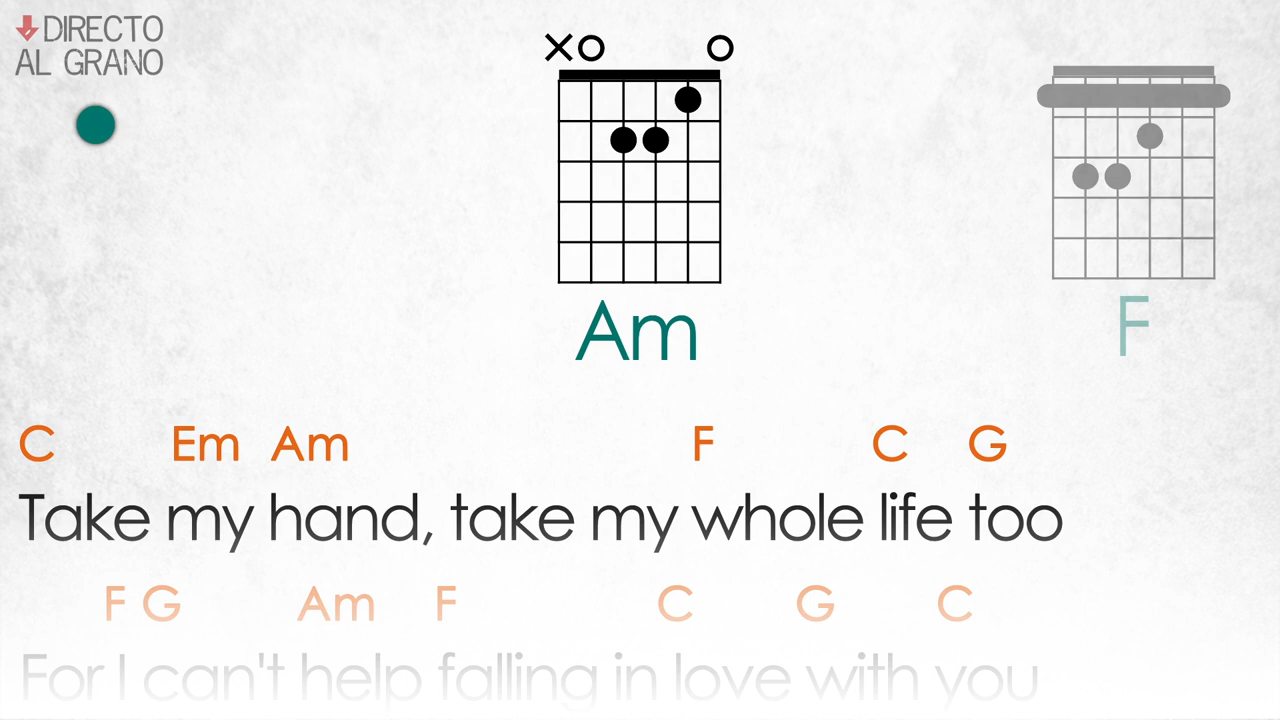 DIRECTO
AL GRANO
X O O
Am
F
C Em Am F C G
Take my hand, take my whole life too
F G Am F C G C
For I can't help falling in love with you